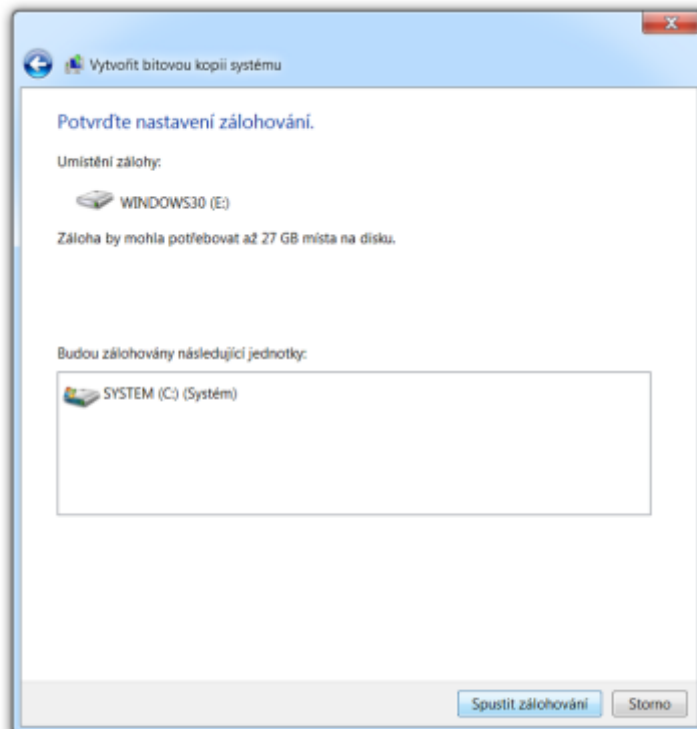 Vytvořit bitovou kopii systému
Potvrďte nastavení zálohování.
Umístění zálohy:
WINDOWS30 (E:)
Záloha by mohla potřebovat až 27 GB místa na disku.
Budou zálohovány následující jednotky:
SYSTEM (C:) (Systém)
Spustit zálohování Storno